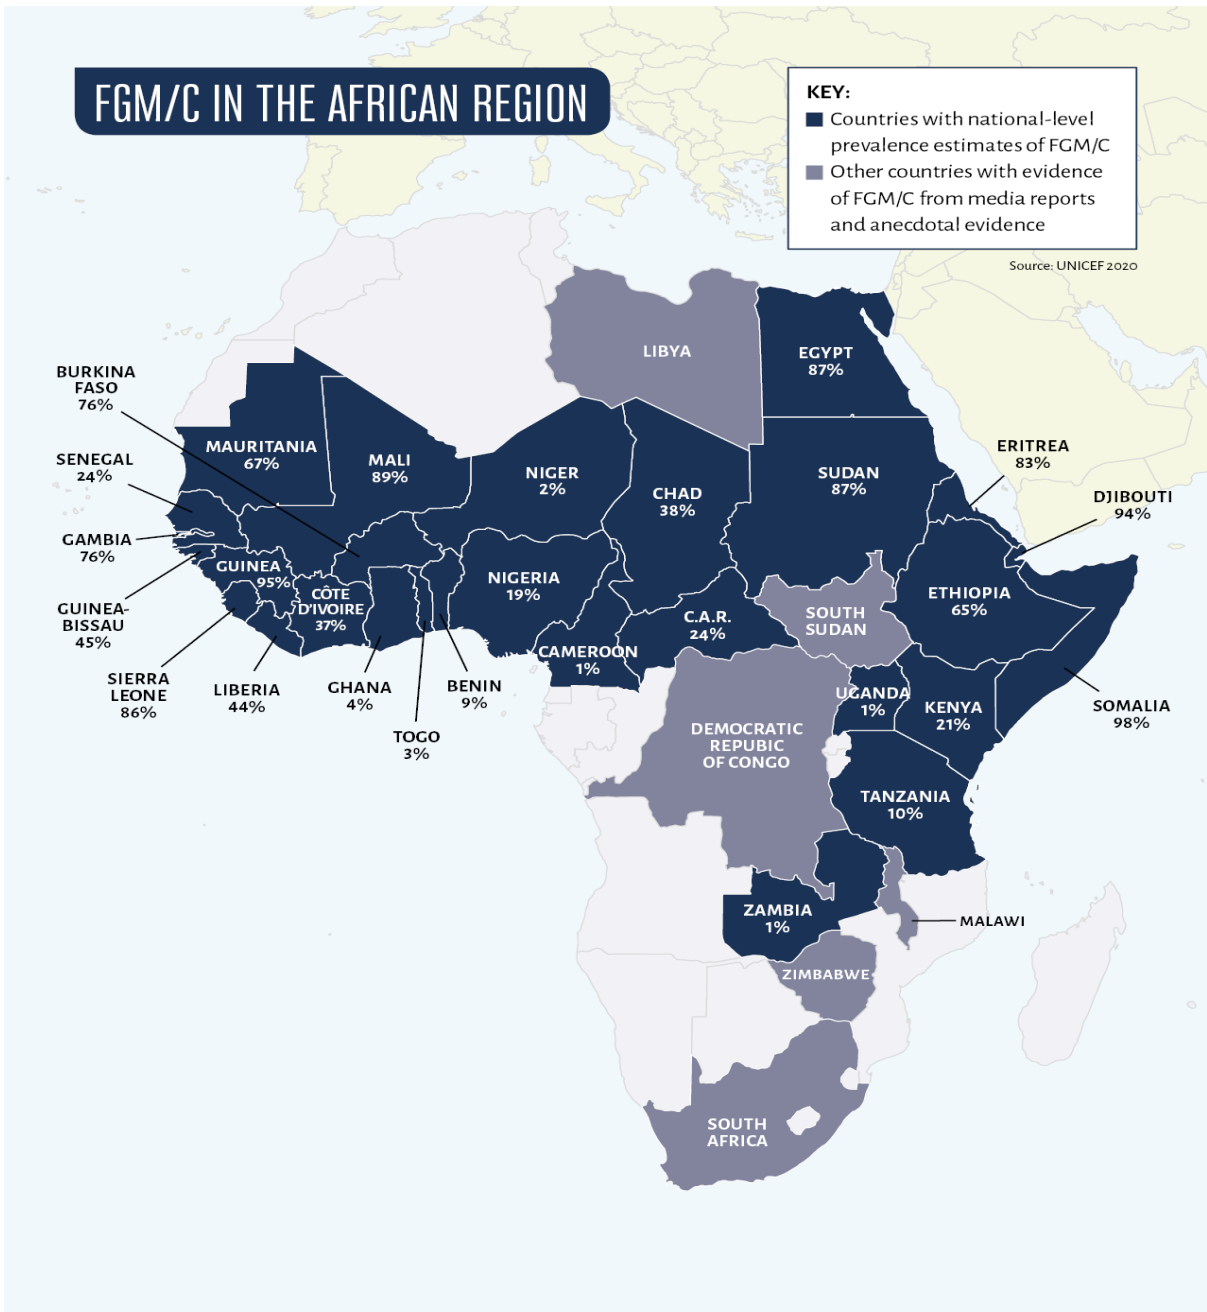 FGM/C IN THE AFRICAN REGION
KEY:
Countries with national-level
prevalence estimates of FGM/C
Other countries with evidence
of FGM/C from media reports
and anecdotal evidence
Source: UNICEF 2020
LIBYA
EGYPT
87%
BURKINA
FASO
76%
MAURITANIA
67%
MALI
89%
NIGER
2%
CHAD
38%
SUDAN
87%
ERITREA
83%
SENEGAL
24%
DJIBOUTI
94%
GAMBIA
76%
GUINEA
95%
CÔTE
D'IVOIRE
37%
NIGERIA
19%
ETHIOPIA
65%
GUINEA-
BISSAU
45%
C.A.R.
24%
SOUTH
SUDAN
CAMEROON
1%
SIERRA
LEONE
86%
LIBERIA
44%
GHANA
4%
BENIN
9%
TOGO
3%
UGANDA
1%
KENYA
21%
SOMALIA
98%
DEMOCRATIC
REPUBIC
OF CONGO
TANZANIA
10%
ZAMBIA
1%
MALAWI
ZIMBABWE
SOUTH
AFRICA